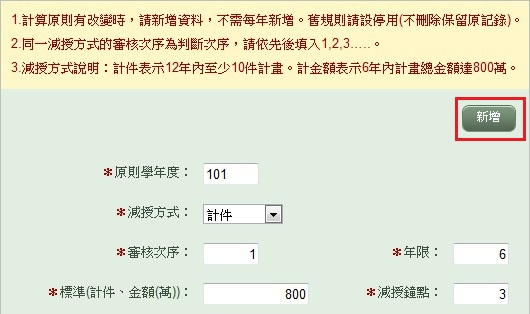 1.計算原則有改變時，請新增資料，不需每年新增。舊規則請設停用(不刪除保留原記錄)。
2.同一減授方式的審核次序為判斷次序，請依先後填入1,2,3.....。
3.減授方式說明：計件表示12年內至少10件計畫。計金額表示6年內計畫總金額達800萬。
新增
*原則學年度： 101
*減授方式： 計件
*審核次序： 1 *年限： 6
*標準(計件、金額(萬))： 800 *減授鐘點： 3